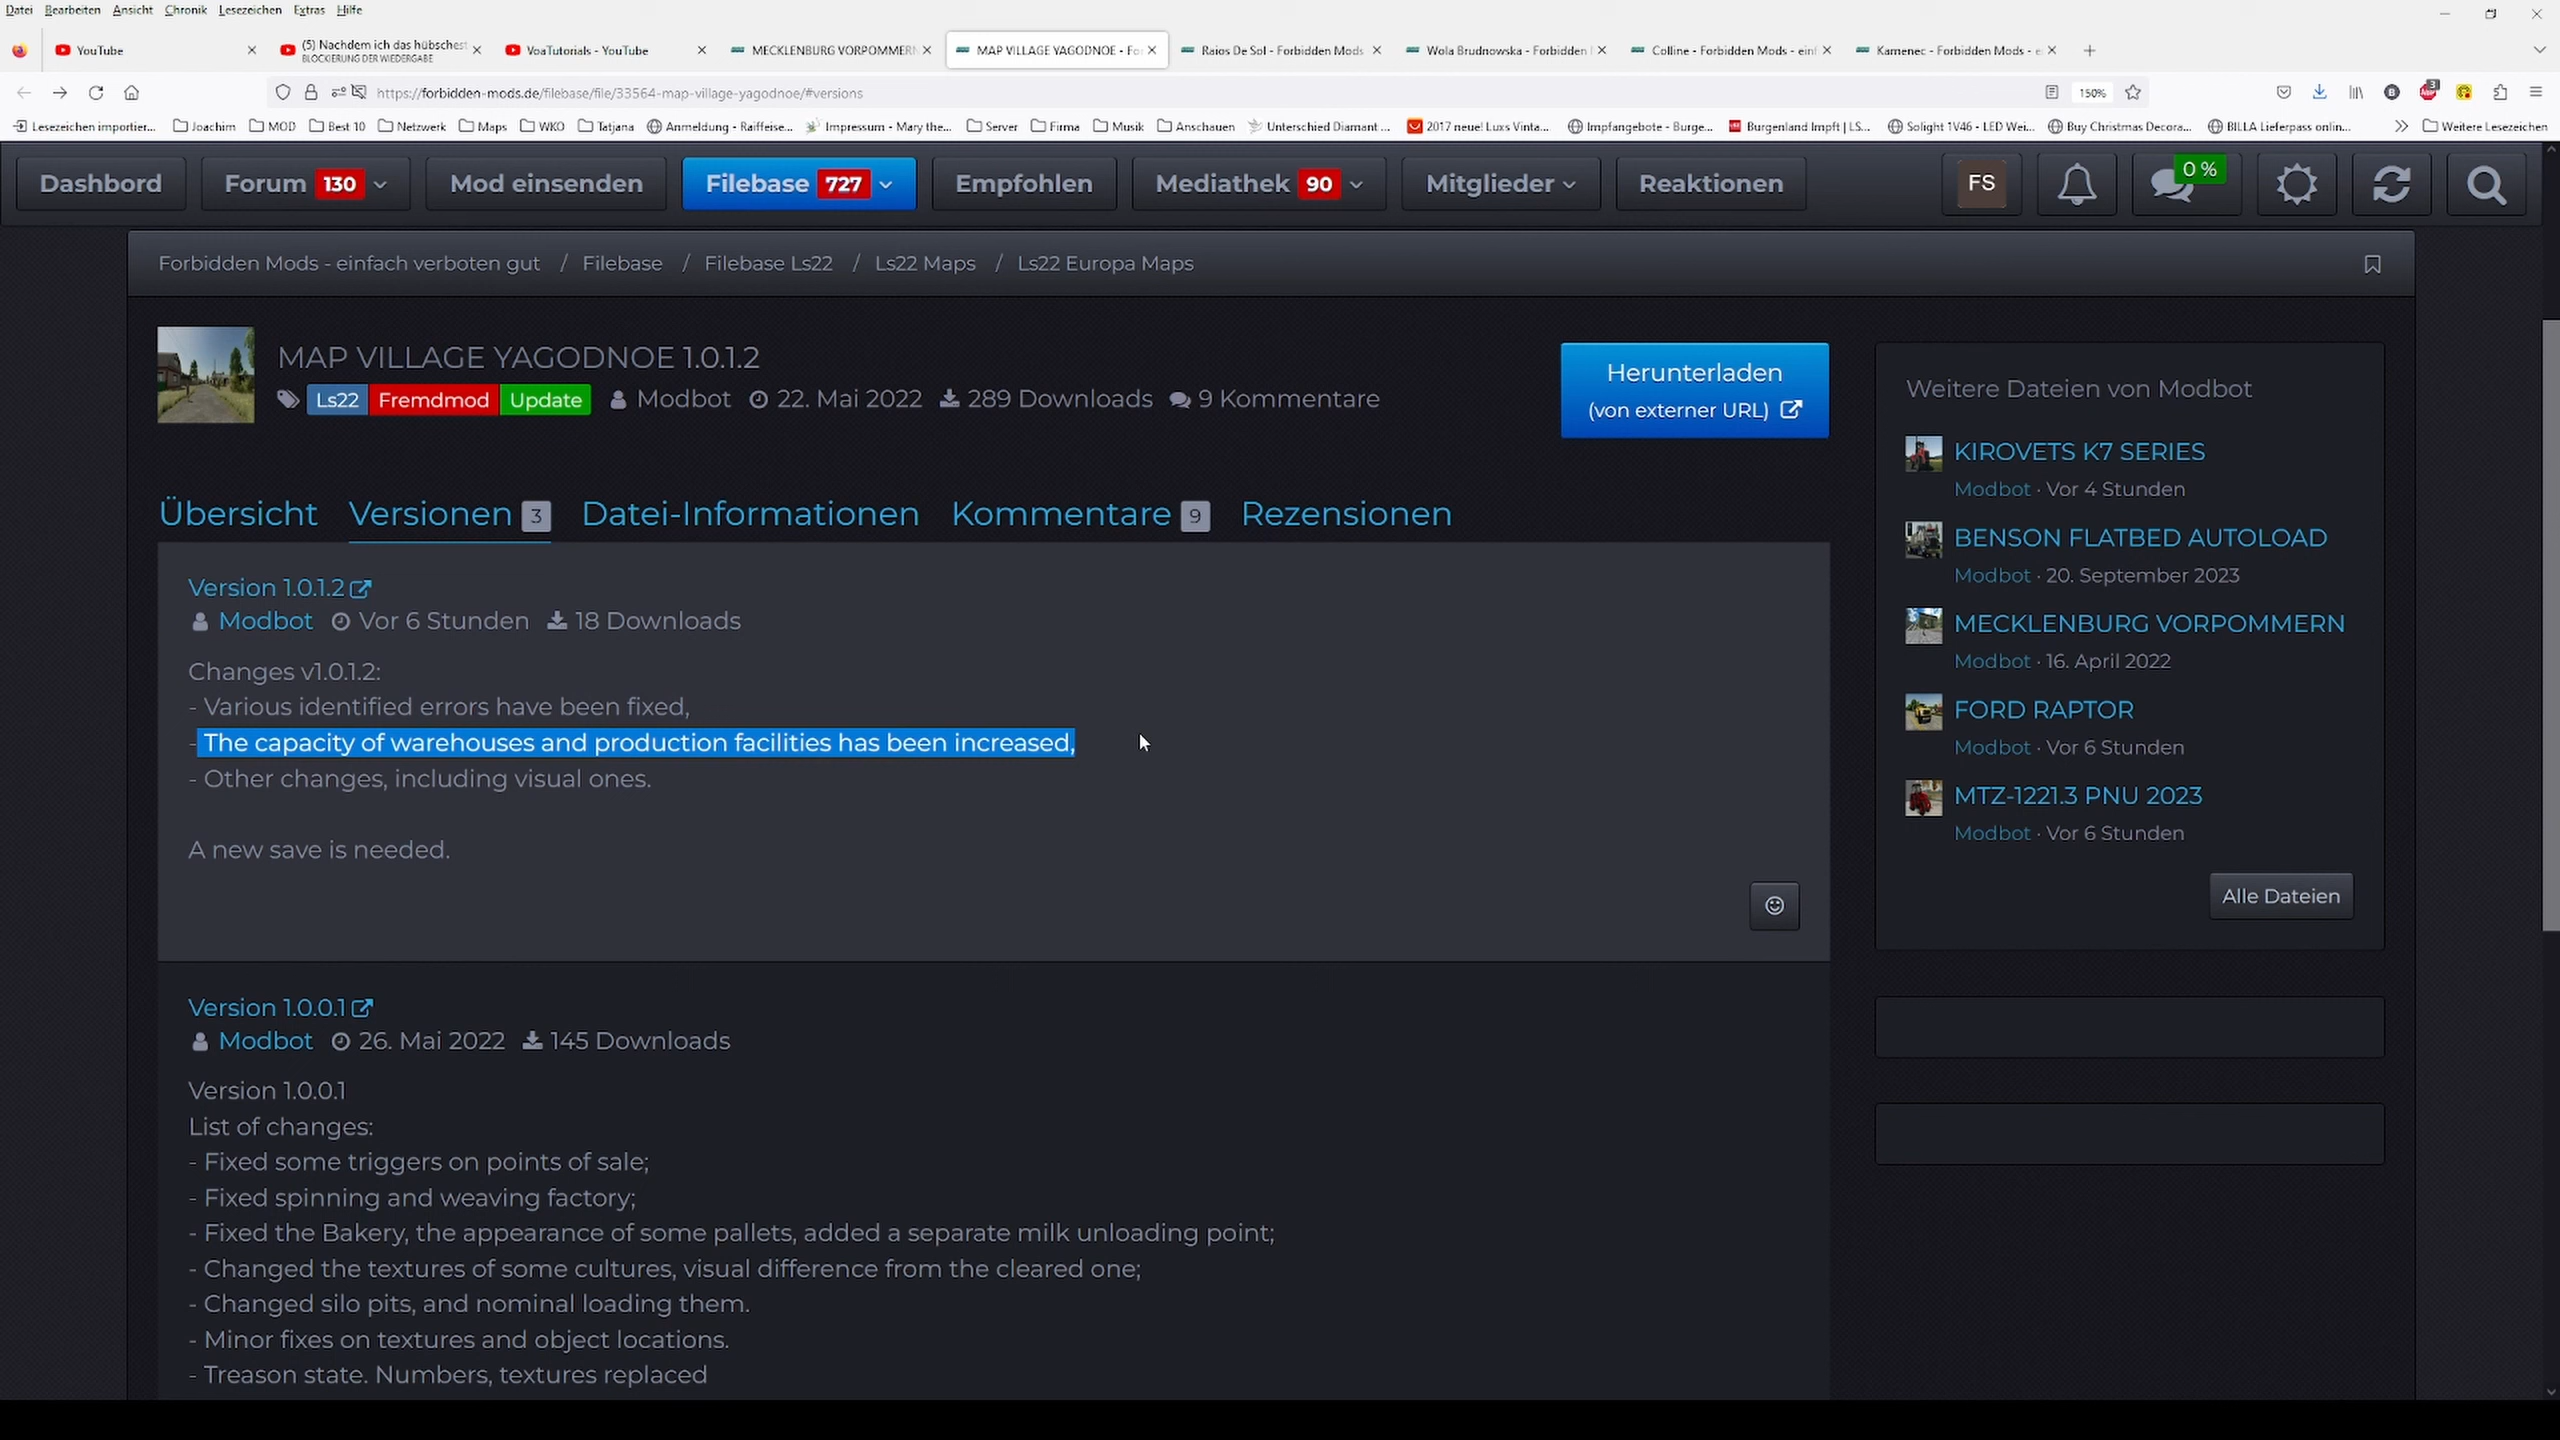 Datei Bearbeiten Ansicht Chronik Lesezeichen Extras Hilfe
YouTube
(5) Nachdem ich das hübschest
BLOCKIERUNG DER WIEDERGABE
VoaTutorials - YouTube
MECKLENBURG VORPOMMERN
MAP VILLAGE YAGODNOE - Fo
Raios De Sol - Forbidden Mods
Wola Brudnowska - Forbidden
Colline - Forbidden Mods - einf
Kamenec - Forbidden Mods - e
https://forbidden-mods.de/filebase/file/33564-map-village-yagodnoe/#versions
150%
3
Lesezeichen importier... Joachim MOD Best 10 Netzwerk Maps WKO Tatjana Anmeldung - Raiffeise... Impressum - Mary the... Server Firma Musik Anschauen Unterschied Diamant ... 2017 neue! Luxs Vinta... Impfangebote - Burge... Burgenland Impft | LS... Solight 1V46 - LED Wei... Buy Christmas Decora... BILLA Lieferpass onlin... Weitere Lesezeichen
Dashbord Forum 130 Mod einsenden Filebase 727 Empfohlen Mediathek 90 Mitglieder Reaktionen FS 0 %
Forbidden Mods - einfach verboten gut / Filebase / Filebase Ls22 / Ls22 Maps / Ls22 Europa Maps
MAP VILLAGE YAGODNOE 1.0.1.2
Ls22 Fremdmod Update Modbot 22. Mai 2022 289 Downloads 9 Kommentare
Herunterladen
(von externer URL)
Übersicht Versionen 3 Datei-Informationen Kommentare 9 Rezensionen
Version 1.0.1.2
Modbot Vor 6 Stunden 18 Downloads
Changes v1.0.1.2:
- Various identified errors have been fixed,
- The capacity of warehouses and production facilities has been increased,
- Other changes, including visual ones.
A new save is needed.
Version 1.0.0.1
Modbot 26. Mai 2022 145 Downloads
Version 1.0.0.1
List of changes:
- Fixed some triggers on points of sale;
- Fixed spinning and weaving factory;
- Fixed the Bakery, the appearance of some pallets, added a separate milk unloading point;
- Changed the textures of some cultures, visual difference from the cleared one;
- Changed silo pits, and nominal loading them.
- Minor fixes on textures and object locations.
- Treason state. Numbers, textures replaced
Weitere Dateien von Modbot
KIROVETS K7 SERIES
Modbot · Vor 4 Stunden
BENSON FLATBED AUTOLOAD
Modbot · 20. September 2023
MECKLENBURG VORPOMMERN
Modbot · 16. April 2022
FORD RAPTOR
Modbot · Vor 6 Stunden
MTZ-1221.3 PNU 2023
Modbot · Vor 6 Stunden
Alle Dateien